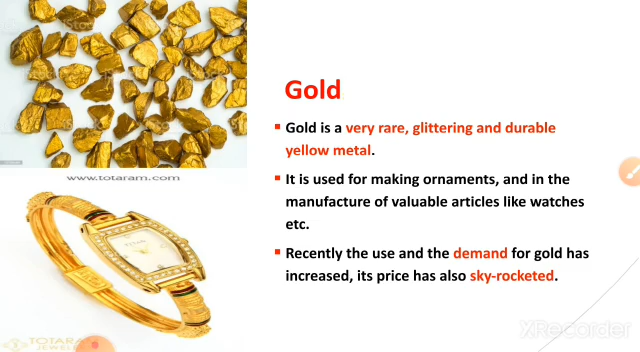 Gold
Gold is a very rare, glittering and durable
yellow metal.
www.totaram.com
It is used for making ornaments, and in the
manufacture of valuable articles like watches
etc.
Recently the use and the demand for gold has
increased, its price has also sky-rocketed.
XRecorder
TOTARAM
JEWELS